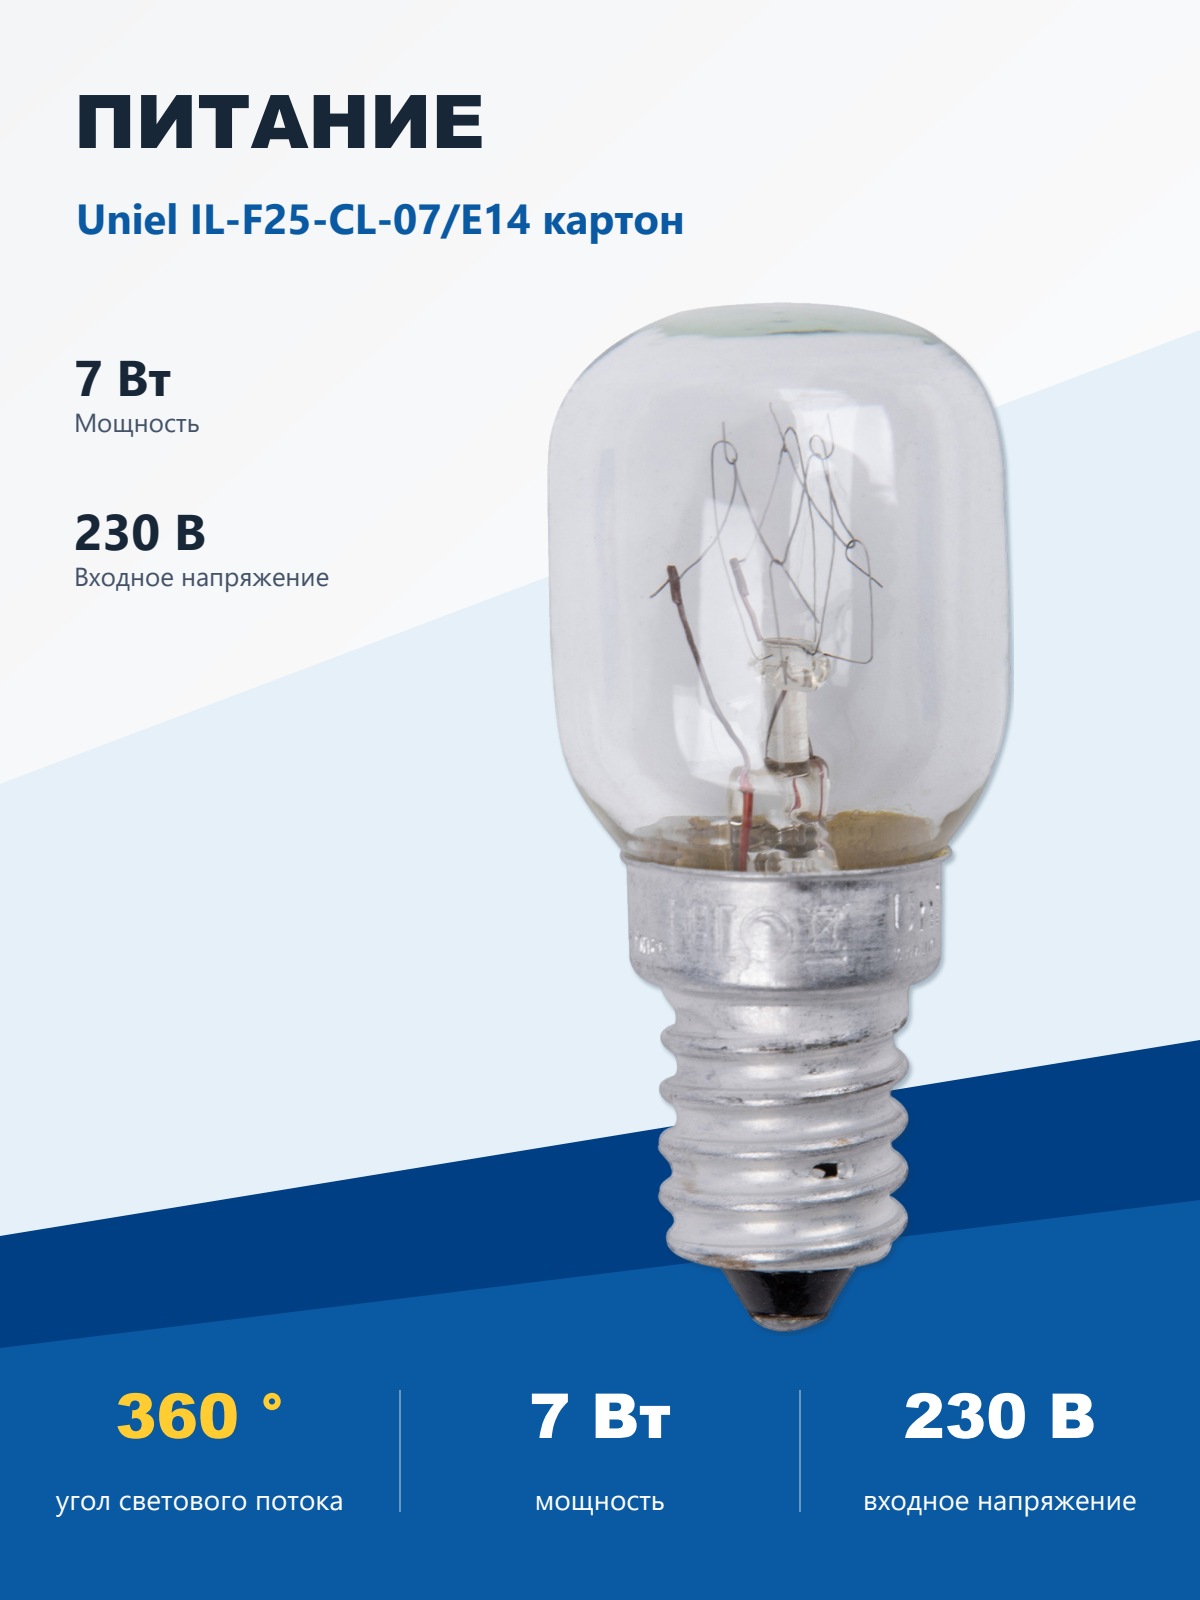 ПИТАНИЕ
Uniel IL-F25-CL-07/E14 картон
7 Вт
Мощность
230 В
Входное напряжение
360 °
угол светового потока
7 Вт
мощность
230 В
входное напряжение